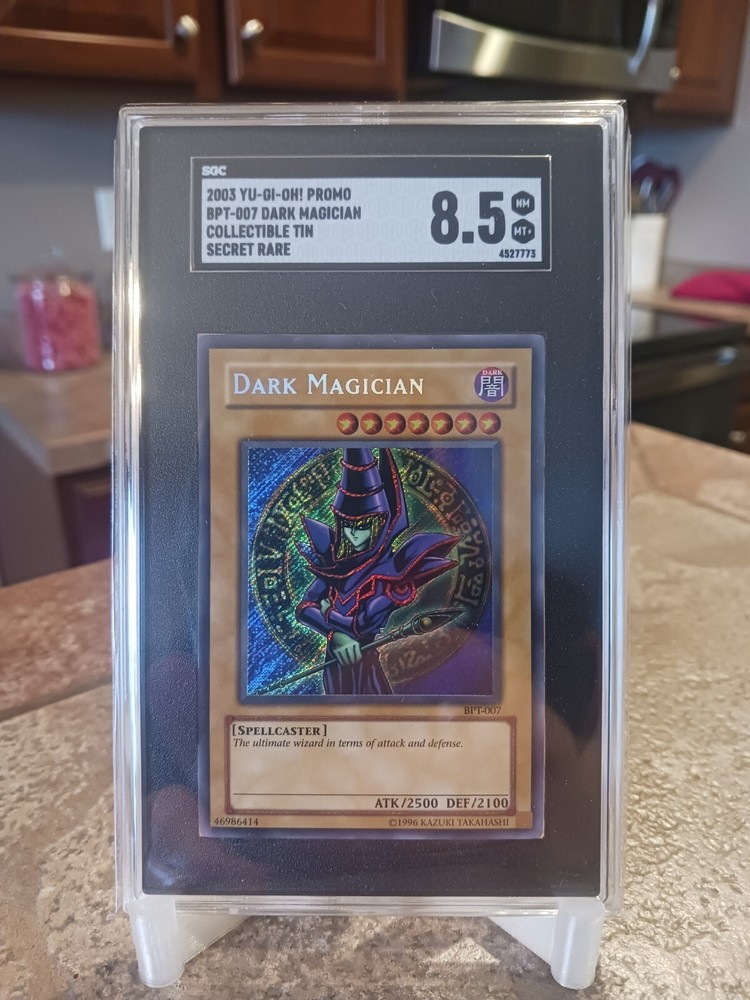 SGC
2003 YU-GI-OH! PROMO
BPT-007 DARK MAGICIAN
COLLECTIBLE TIN
SECRET RARE
8.5
NM
MT+
4527773
DARK MAGICIAN
DARK
闇
BPT-007
[SPELLCASTER]
The ultimate wizard in terms of attack and defense.
ATK/2500 DEF/2100
46986414
©1996 KAZUKI TAKAHASHI